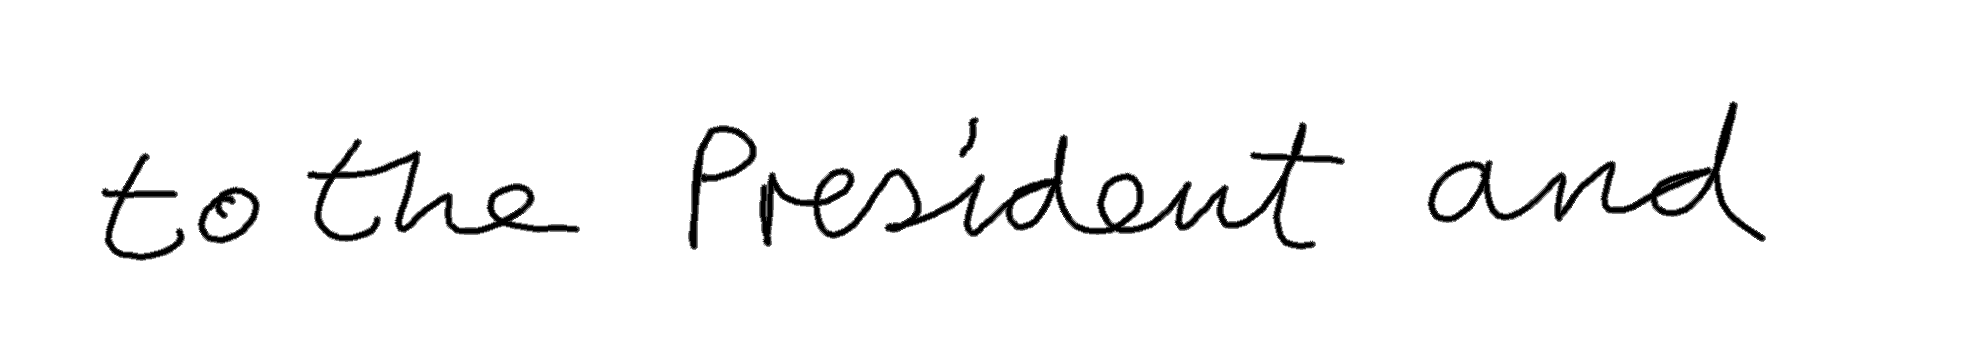 to the President and